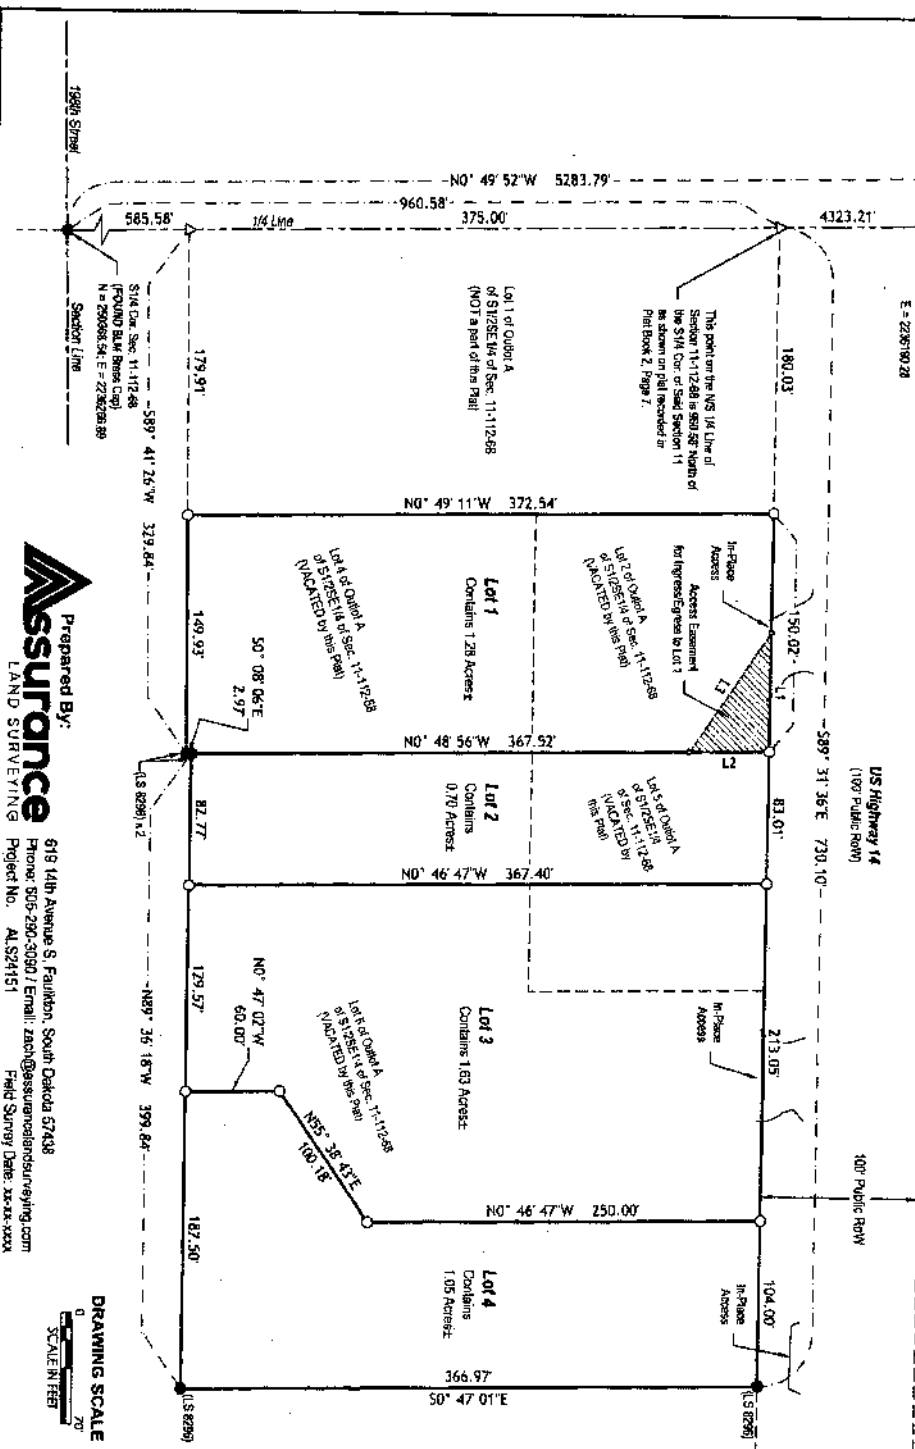 US Highway 14
(100' Public RoW)
S89° 31' 36"E 730.10'
100' Public RoW
E = 2236190.28
N0° 49' 52"W 5283.79'
960.58'
585.58'
1/4 Line
375.00'
4323.21'
198th Street
Section Line
S1/4 Cor. Sec. 11-112-68
(FOUND BLM Brass Cap)
This point on the N/S 1/4 Line of
Section 11-112-68 is 960.58' North of
the S1/4 Cor. of Said Section 11
as shown on plat recorded in
Plat Book 2, Page 7.
180.03'
179.91'
Lot 1 of Outlot A
of S1/2SE1/4 of Sec. 11-112-68
(NOT a part of this Plat)
N0° 49' 11"W 372.54'
In-Place
Access
150.02'
L1
L2
L3
Access Easement
for Ingress/Egress to Lot 1
Lot 2 of Outlot A
of S1/2SE1/4 of Sec. 11-112-68
(VACATED by this Plat)
Lot 1
Contains 1.28 Acres±
Lot 4 of Outlot A
of S1/2SE1/4 of Sec. 11-112-68
(VACATED by this Plat)
149.93'
S0° 08' 06"E
2.97'
S89° 41' 26"W 329.84'
(LS 8296) x2
N0° 48' 56"W 367.52'
83.01'
Lot 5 of Outlot A
of S1/2SE1/4
of Sec. 11-112-68
(VACATED by
this Plat)
Lot 2
Contains
0.70 Acres±
82.77'
N0° 46' 47"W 367.40'
213.05'
In-Place
Access
Lot 3
Contains 1.63 Acres±
Lot 6 of Outlot A
of S1/2SE1/4 of Sec. 11-112-68
(VACATED by this Plat)
129.57'
N0° 47' 02"W
60.00'
N55° 38' 43"E
100.18'
N0° 46' 47"W 250.00'
104.00'
In-Place
Access
Lot 4
Contains
1.05 Acres±
187.50'
N89° 36' 18"W 399.84'
366.97'
S0° 47' 01"E
(LS 8296)
(LS 8296)
Prepared By:
Assurance
LAND SURVEYING
619 14th Avenue S, Faulkton, South Dakota 57438
Phone: 605-290-3090 / Email: zach@assurancelandsurveying.com
Project No. ALS24151 Field Survey Date: xx-xx-xxxx
DRAWING SCALE
0 70'
SCALE IN FEET